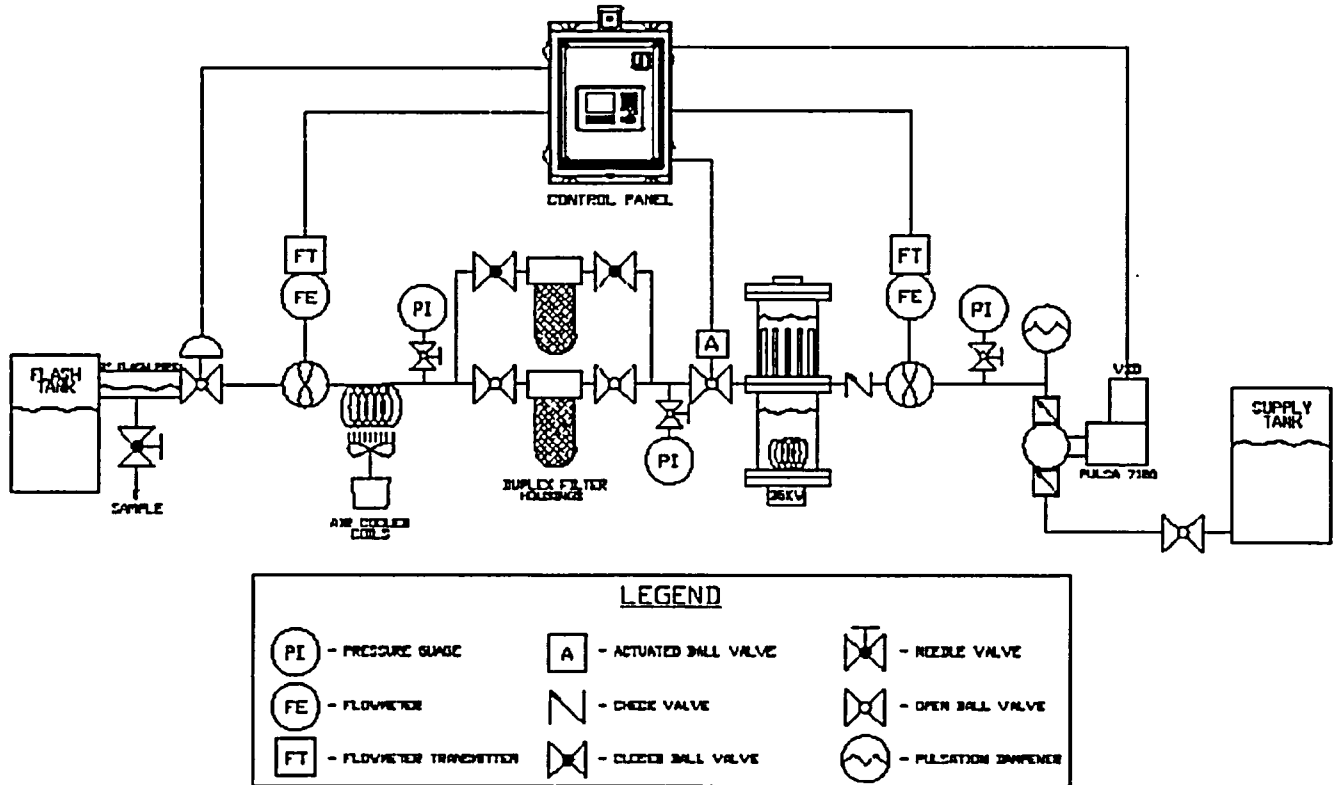 CONTROL PANEL
FT
FE
PI
FT
FE
PI
A
FLASH
TANK
SAMPLE
AIR COOLED
COILS
DUPLEX FILTER
HOUSINGS
PI
35KV
PULSA 7180
SUPPLY
TANK
LEGEND
PI - PRESSURE GUAGE
A - ACTUATED BALL VALVE
- NEEDLE VALVE
FE - FLOWMETER
- CHECK VALVE
- OPEN BALL VALVE
FT - FLOWMETER TRANSMITTER
- CLOSED BALL VALVE
- PULSATION DAMPENER